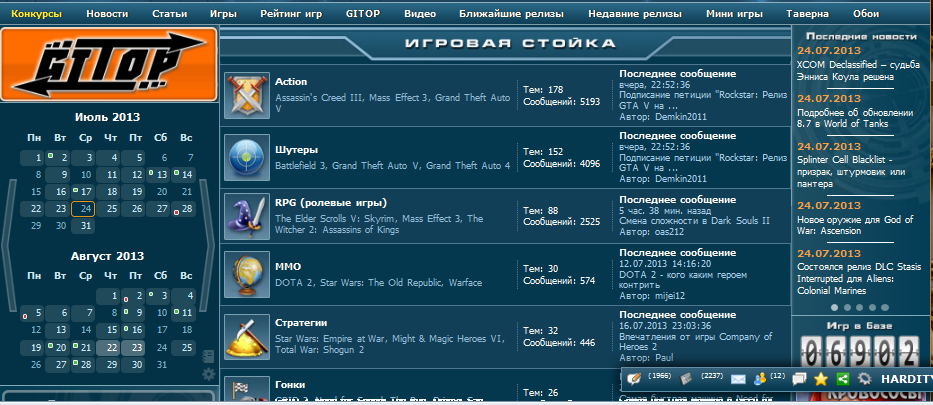 Конкурсы Новости Статьи Игры Рейтинг игр GITOP Видео Ближайшие релизы Недавние релизы Мини игры Таверна Обои
GITOP
Июль 2013
Пн Вт Ср Чт Пт Сб Вс
1 2 3 4 5 6 7
8 9 10 11 12 13 14
15 16 17 18 19 20 21
22 23 24 25 26 27 28
29 30 31
Август 2013
Пн Вт Ср Чт Пт Сб Вс
1 2 3 4
5 6 7 8 9 10 11
12 13 14 15 16 17 18
19 20 21 22 23 24 25
26 27 28 29 30 31
ИГРОВАЯ СТОЙКА
Action
Assassin's Creed III, Mass Effect 3, Grand Theft Auto
V
Тем: 178
Сообщений: 5193
Последнее сообщение
вчера, 22:52:36
Подписание петиции "Rockstar: Релиз
GTA V на ...
Автор: Demkin2011
Шутеры
Battlefield 3, Grand Theft Auto V, Grand Theft Auto 4
Тем: 152
Сообщений: 4096
Последнее сообщение
вчера, 22:52:36
Подписание петиции "Rockstar: Релиз
GTA V на ...
Автор: Demkin2011
RPG (ролевые игры)
The Elder Scrolls V: Skyrim, Mass Effect 3, The
Witcher 2: Assassins of Kings
Тем: 88
Сообщений: 2525
Последнее сообщение
5 час. 38 мин. назад
Смена сложности в Dark Souls II
Автор: oas212
ММО
DOTA 2, Star Wars: The Old Republic, Warface
Тем: 30
Сообщений: 574
Последнее сообщение
12.07.2013 14:16:20
DOTA 2 - кого каким героем
контрить
Автор: mijei12
Стратегии
Star Wars: Empire at War, Might & Magic Heroes VI,
Total War: Shogun 2
Тем: 32
Сообщений: 446
Последнее сообщение
16.07.2013 23:03:36
Впечатления от игры Company of
Heroes 2
Автор: Paul
Гонки
Тем: 26
Последнее сообщение
Последние новости
24.07.2013
XCOM Declassified – судьба
Энниса Коула решена
24.07.2013
Подробнее об обновлении
8.7 в World of Tanks
24.07.2013
Splinter Cell Blacklist -
призрак, штурмовик или
пантера
24.07.2013
Новое оружие для God of
War: Ascension
24.07.2013
Состоялся релиз DLC Stasis
Interrupted для Aliens:
Colonial Marines
Игр в Базе
06902
(1966) (2237) (12) HARDITY
КРОВОСОСЫ